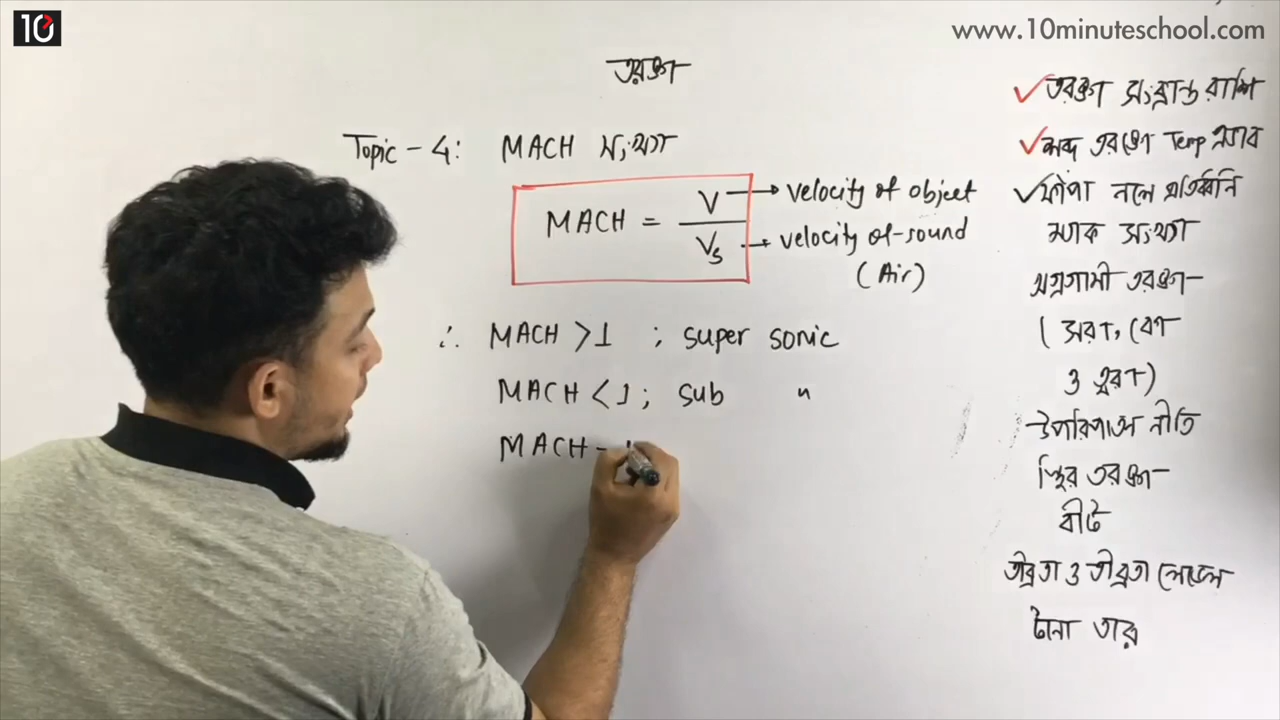 10
www.10minuteschool.com
তরঙ্গ
Topic - 4: MACH সংখ্যা
MACH = V / Vs
→ velocity of object
→ velocity of sound
(Air)
∴ MACH > 1 ; super sonic
MACH < 1 ; sub "
MACH =
✓ তরঙ্গ সংক্রান্ত রাশি
✓ শব্দ তরঙ্গে Temp এভাব
✓ ফাঁপা নলে প্রতিধ্বনি
ম্যাক সংখ্যা
অগ্রগামী তরঙ্গ -
( সরণ, বেগ
ও ত্বরণ)
- উপরিপাতন নীতি
স্থির তরঙ্গ -
বীট
তীব্রতা ও তীব্রতা লেভেল
টানা তার